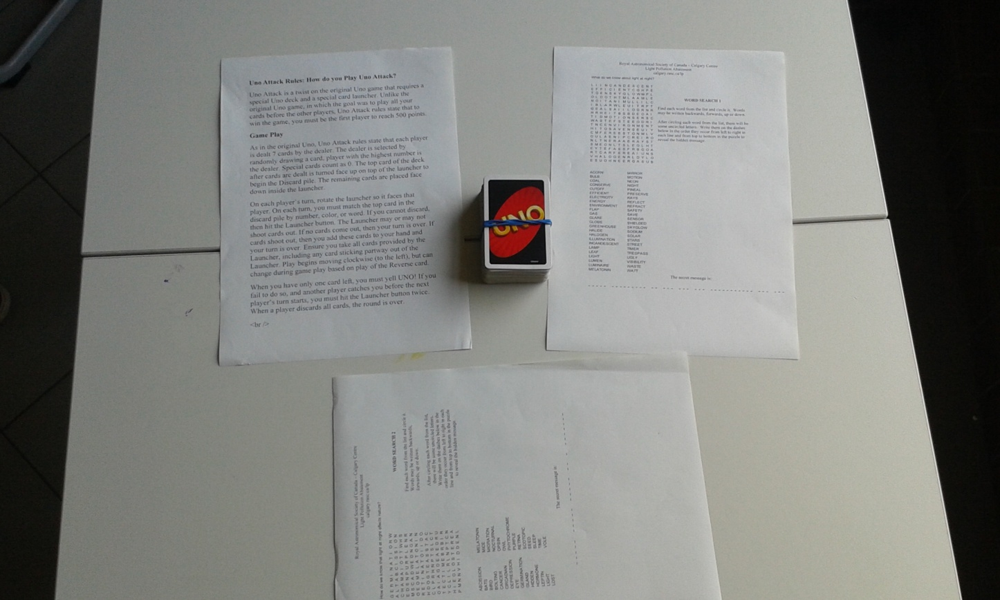 Uno Attack Rules: How do you Play Uno Attack?
Uno Attack is a twist on the original Uno game that requires a
special Uno deck and a special card launcher. Unlike the
original Uno game, in which the goal was to play all your
cards before the other players, Uno Attack rules state that to
win the game, you must be the first player to reach 500 points.
Game Play
As in the original Uno, Uno Attack rules state that each player
is dealt 7 cards by the dealer. The dealer is selected by
randomly drawing a card, player with the highest number is
the dealer. Special cards count as 0. The top card of the deck
after cards are dealt is turned face up on top of the launcher to
begin the Discard pile. The remaining cards are placed face
down inside the launcher.
On each player's turn, rotate the launcher so it faces that
player. On each turn, you must match the top card in the
discard pile by number, color, or word. If you cannot discard,
then hit the Launcher button. The Launcher may or may not
shoot cards out. If no cards come out, then your turn is over. If
cards shoot out, then you add these cards to your hand and
your turn is over. Ensure you take all cards provided by the
Launcher, including any card sticking partway out of the
Launcher. Play begins moving clockwise (to the left), but can
change during game play based on play of the Reverse card.
When you have only one card left, you must yell UNO! If you
fail to do so, and another player catches you before the next
player's turn starts, you must hit the Launcher button twice.
When a player discards all cards, the round is over.
<br />
UNO
Royal Astronomical Society of Canada – Calgary Centre
Light Pollution Abatement
calgary.rasc.ca/lp
What do we know about light at night?
WORD SEARCH 1
Find each word from the list and circle it. Words
may be written backwards, forwards, up or down.
After circling each word from the list, there will be
some uncircled letters. Write them on the dashes
below in the order they occur from left to right in
each line and from top to bottom in the puzzle to
reveal the hidden message.
ACORN MIRROR
BULB MOTION
COAL NEON
CONSERVE NIGHT
CUTOFF PINEAL
EFFICIENT PRESERVE
ELECTRICITY RAYS
ENERGY REFLECT
ENVIRONMENT REFRACT
FLAP SAFETY
GAS SAVE
GLARE SENSOR
GLOBE SHIELDED
GREENHOUSE SKYGLOW
HALIDE SODIUM
HALOGEN SOLAR
ILLUMINATION STARS
INCANDESCENT STREET
LAMP TIMER
LEAF TRESPASS
LIGHT UGLY
LUMEN VISIBILITY
LUMINAIRE WASTE
MELATONIN WATT
The secret message is:
Royal Astronomical Society of Canada – Calgary Centre
Light Pollution Abatement
calgary.rasc.ca/lp
How do we know that light at night affects nature?
WORD SEARCH 2
Find each word from the list and circle it.
Words may be written backwards,
forwards, up or down.
After circling each word from the list,
there will be some uncircled letters.
Write them on the dashes below in the
order they occur from left to right in each
line and from top to bottom in the puzzle
to reveal the hidden message.
ABCISSION MELATONIN
BATS MICE
BIRD MIGRATION
BOLTING NOCTURNAL
CANCER OPSIN
CIRCADIAN OWL
DEPRESSION PHYTOCHROME
EYE PURPLE
GERMINATION RETINA
GLAND SCOTOPIC
HIDDEN SEED
HORMONE SLEEP
LEPTIN TIME
LIGHT VOLE
LOST
The secret message is: